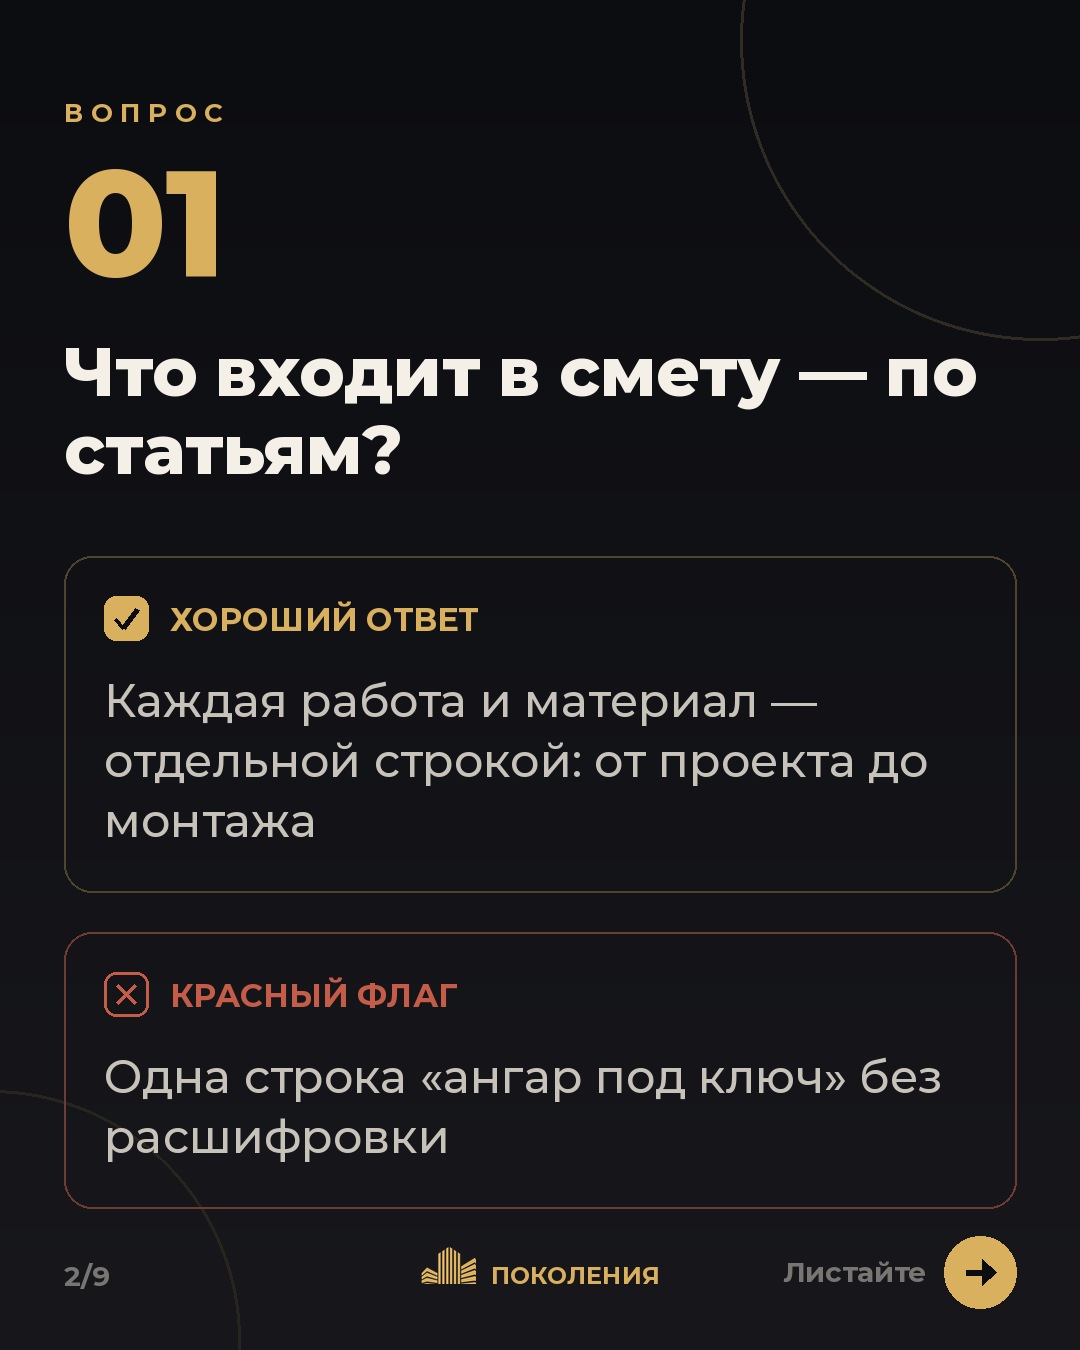 ВОПРОС
01
Что входит в смету — по
статьям?
ХОРОШИЙ ОТВЕТ
Каждая работа и материал —
отдельной строкой: от проекта до
монтажа
КРАСНЫЙ ФЛАГ
Одна строка «ангар под ключ» без
расшифровки
2/9
ПОКОЛЕНИЯ
Листайте